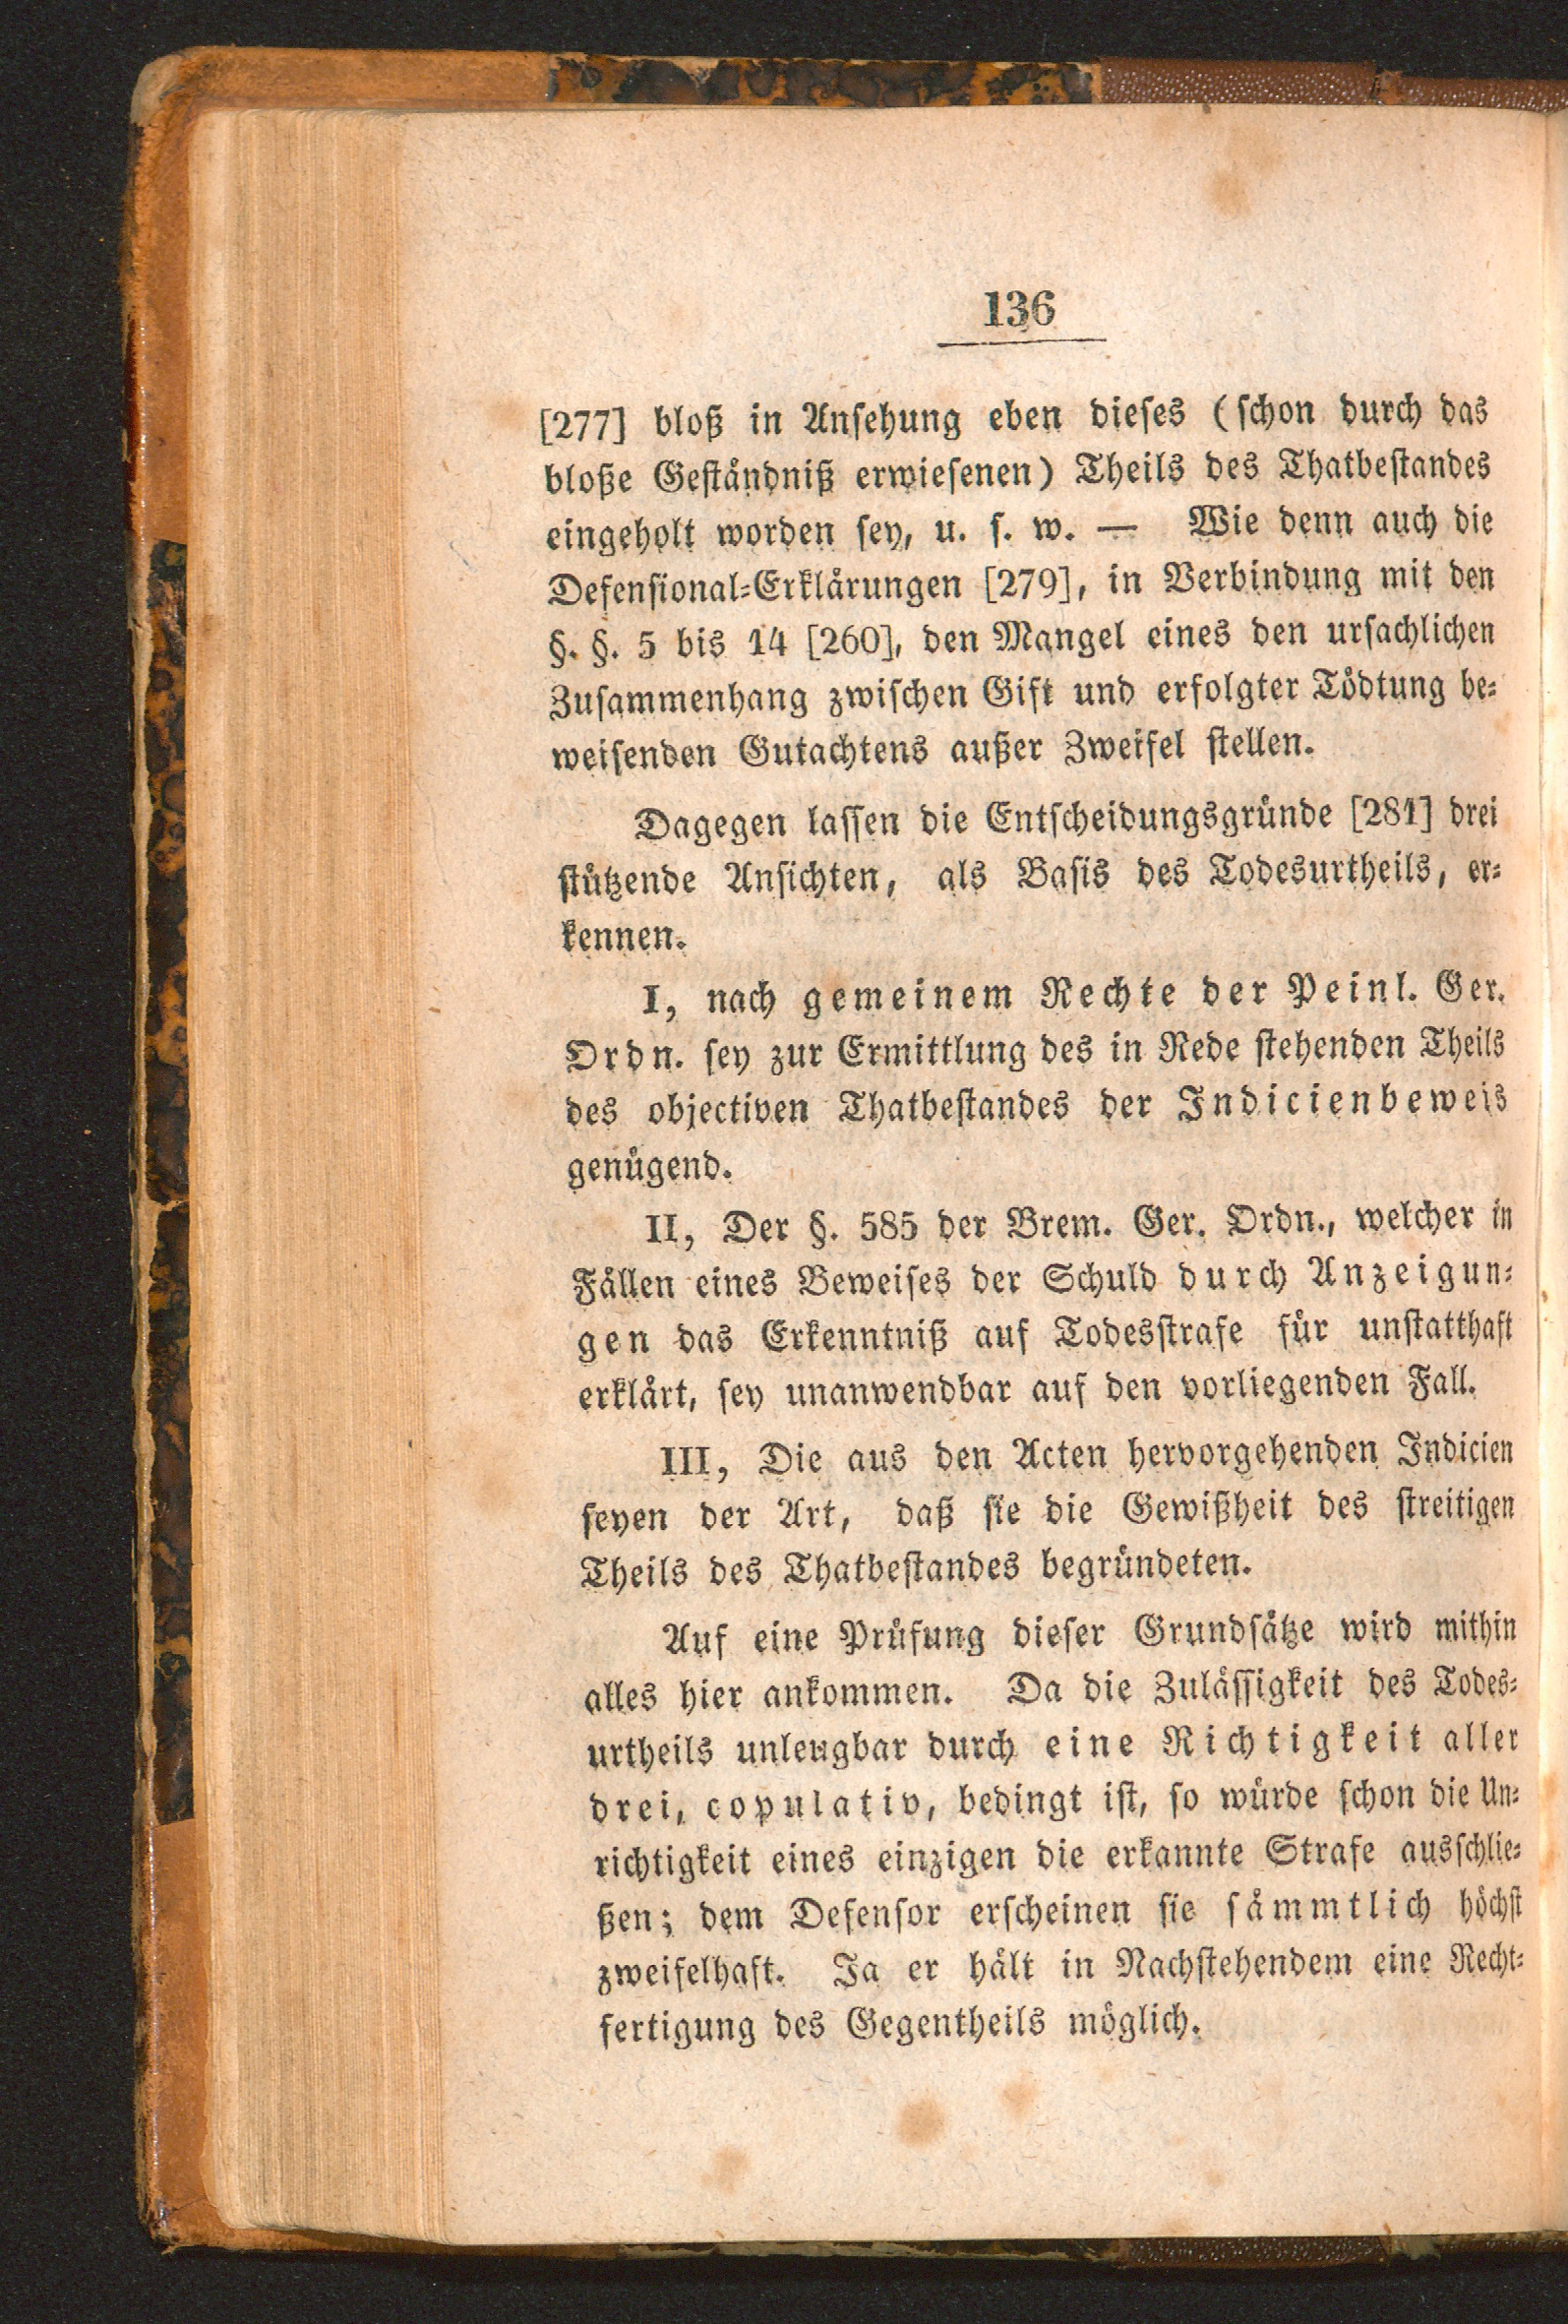 136
[277] bloß in Ansehung eben dieses (schon durch das
bloße Geständniß erwiesenen) Theils des Thatbestandes
eingeholt worden sey, u. s. w. — Wie denn auch die
Defensional-Erklärungen [279], in Verbindung mit den
§. §. 5 bis 14 [260], den Mangel eines den ursachlichen
Zusammenhang zwischen Gift und erfolgter Tödtung be-
weisenden Gutachtens außer Zweifel stellen.
Dagegen lassen die Entscheidungsgründe [281] drei
stützende Ansichten, als Basis des Todesurtheils, er-
kennen.
I, nach gemeinem Rechte der Peinl. Ger.
Ordn. sey zur Ermittlung des in Rede stehenden Theils
des objectiven Thatbestandes der Indicienbeweis
genügend.
II, Der §. 585 der Brem. Ger. Ordn., welcher in
Fällen eines Beweises der Schuld durch Anzeigun-
gen das Erkenntniß auf Todesstrafe für unstatthaft
erklärt, sey unanwendbar auf den vorliegenden Fall.
III, Die aus den Acten hervorgehenden Indicien
seyen der Art, daß sie die Gewißheit des streitigen
Theils des Thatbestandes begründeten.
Auf eine Prüfung dieser Grundsätze wird mithin
alles hier ankommen. Da die Zulässigkeit des Todes-
urtheils unleugbar durch eine Richtigkeit aller
drei, copulativ, bedingt ist, so würde schon die Un-
richtigkeit eines einzigen die erkannte Strafe ausschlie-
ßen; dem Defensor erscheinen sie sämmtlich höchst
zweifelhaft. Ja er hält in Nachstehendem eine Recht-
fertigung des Gegentheils möglich.